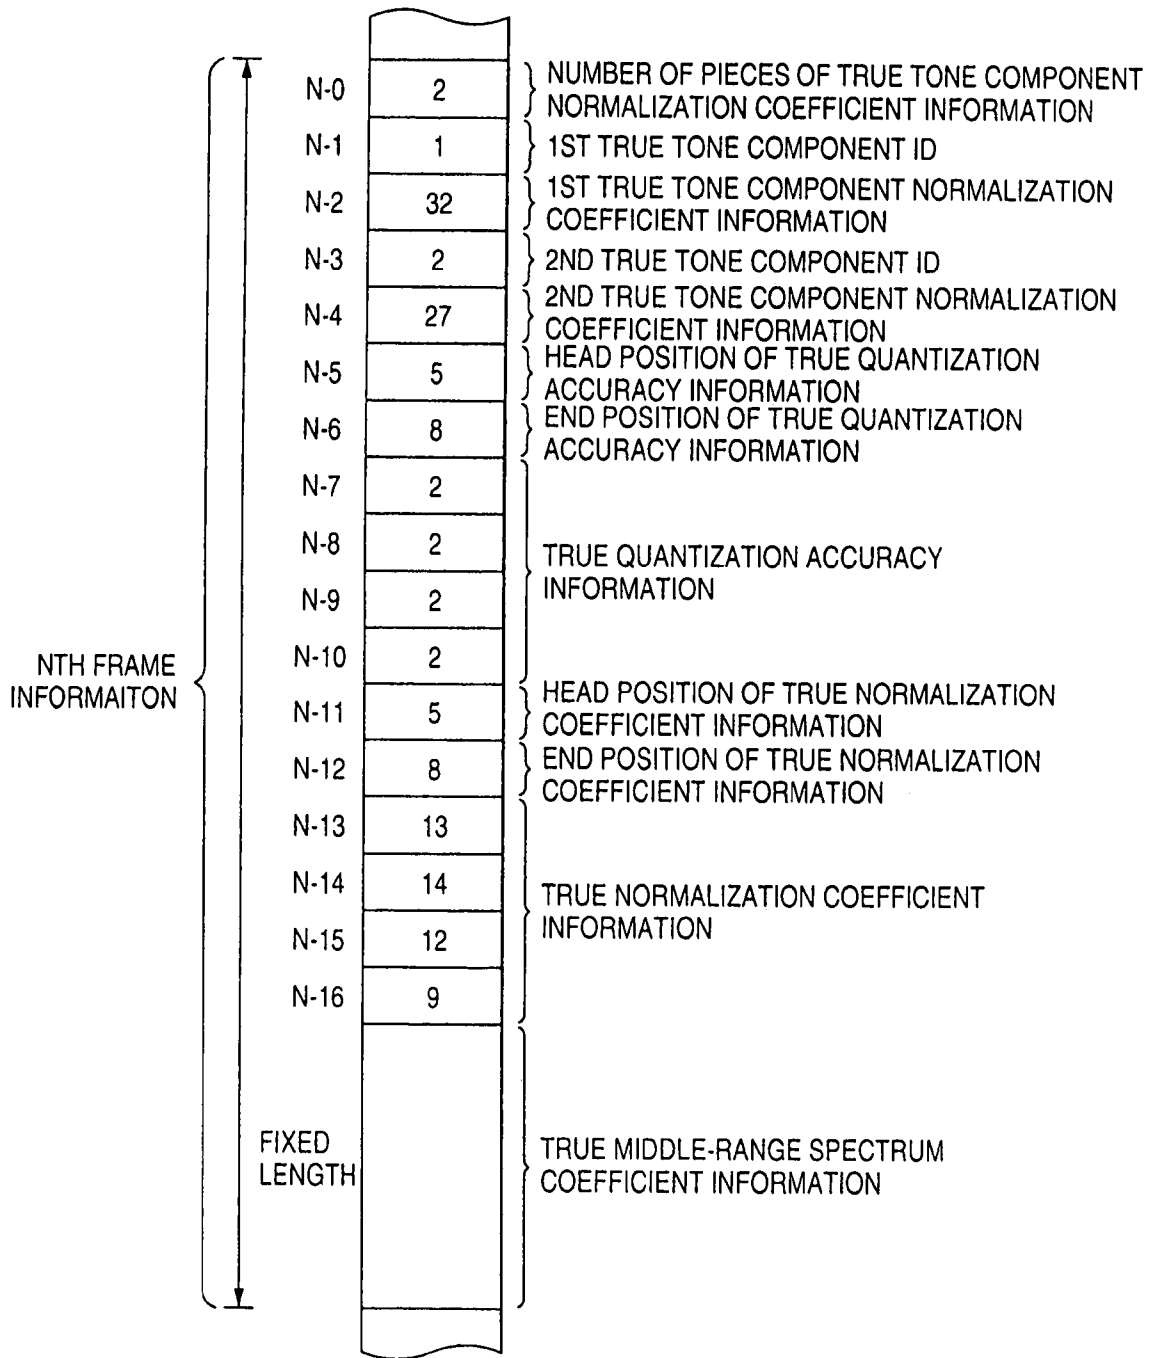 N-0 2 NUMBER OF PIECES OF TRUE TONE COMPONENT
NORMALIZATION COEFFICIENT INFORMATION
N-1 1 1ST TRUE TONE COMPONENT ID
N-2 32 1ST TRUE TONE COMPONENT NORMALIZATION
COEFFICIENT INFORMATION
N-3 2 2ND TRUE TONE COMPONENT ID
N-4 27 2ND TRUE TONE COMPONENT NORMALIZATION
COEFFICIENT INFORMATION
N-5 5 HEAD POSITION OF TRUE QUANTIZATION
ACCURACY INFORMATION
N-6 8 END POSITION OF TRUE QUANTIZATION
ACCURACY INFORMATION
N-7 2
N-8 2
TRUE QUANTIZATION ACCURACY
INFORMATION
N-9 2
N-10 2
NTH FRAME
INFORMAITON
N-11 5 HEAD POSITION OF TRUE NORMALIZATION
COEFFICIENT INFORMATION
N-12 8 END POSITION OF TRUE NORMALIZATION
COEFFICIENT INFORMATION
N-13 13
N-14 14
TRUE NORMALIZATION COEFFICIENT
INFORMATION
N-15 12
N-16 9
FIXED
LENGTH
TRUE MIDDLE-RANGE SPECTRUM
COEFFICIENT INFORMATION